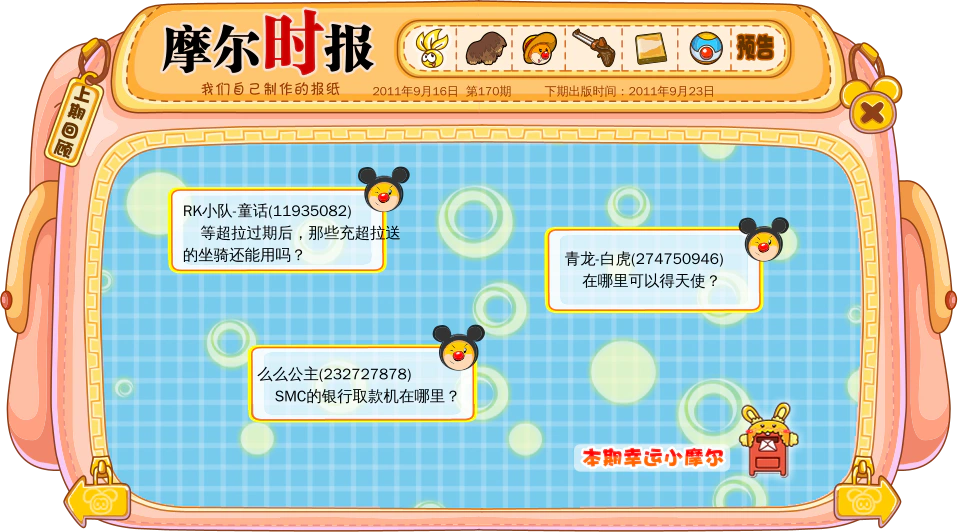 摩尔时报
预告
我们自己制作的报纸
2011年9月16日 第170期
下期出版时间：2011年9月23日
上期回顾
RK小队-童话(11935082)
等超拉过期后，那些充超拉送
的坐骑还能用吗？
青龙-白虎(274750946)
在哪里可以得天使？
么么公主(232727878)
SMC的银行取款机在哪里？
本期幸运小摩尔